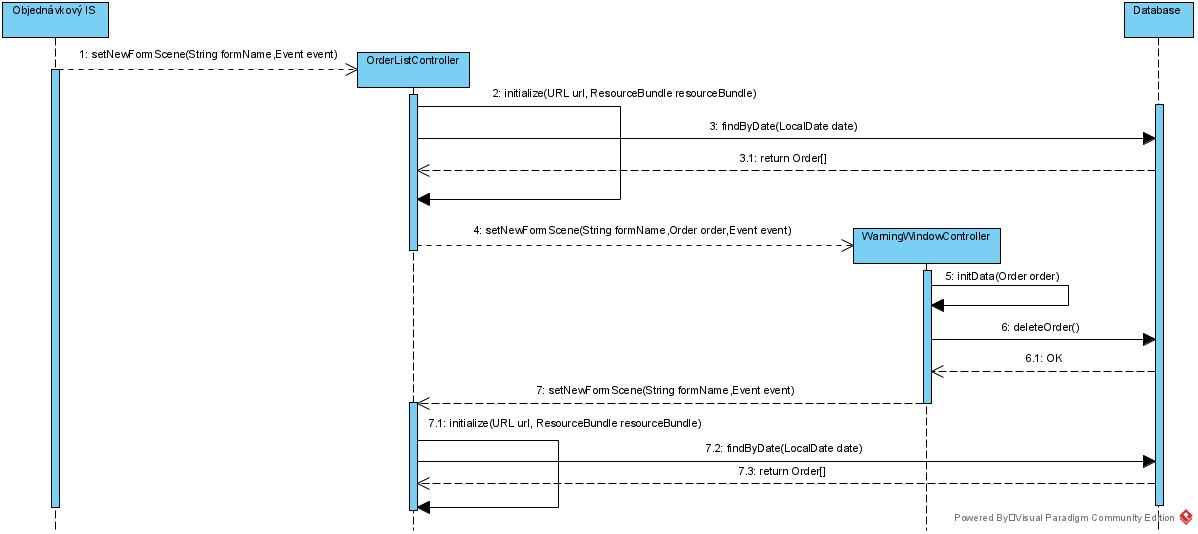 Objednávkový IS
Database
1: setNewFormScene(String formName,Event event)
OrderListController
2: initialize(URL url, ResourceBundle resourceBundle)
3: findByDate(LocalDate date)
3.1: return Order[]
4: setNewFormScene(String formName,Order order,Event event)
WarningWindowController
5: initData(Order order)
6: deleteOrder()
6.1: OK
7: setNewFormScene(String formName,Event event)
7.1: initialize(URL url, ResourceBundle resourceBundle)
7.2: findByDate(LocalDate date)
7.3: return Order[]
Powered By Visual Paradigm Community Edition